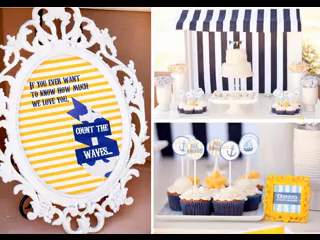 IF YOU EVER WANT
TO KNOW HOW MUCH
WE LOVE YOU,
COUNT THE
WAVES...